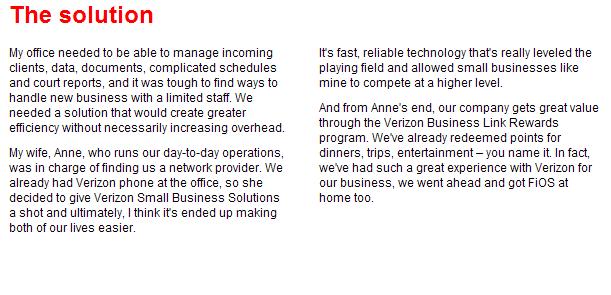 The solution
My office needed to be able to manage incoming
clients, data, documents, complicated schedules
and court reports, and it was tough to find ways to
handle new business with a limited staff. We
needed a solution that would create greater
efficiency without necessarily increasing overhead.
My wife, Anne, who runs our day-to-day operations,
was in charge of finding us a network provider. We
already had Verizon phone at the office, so she
decided to give Verizon Small Business Solutions
a shot and ultimately, I think it's ended up making
both of our lives easier.
It's fast, reliable technology that's really leveled the
playing field and allowed small businesses like
mine to compete at a higher level.
And from Anne's end, our company gets great value
through the Verizon Business Link Rewards
program. We've already redeemed points for
dinners, trips, entertainment – you name it. In fact,
we've had such a great experience with Verizon for
our business, we went ahead and got FiOS at
home too.